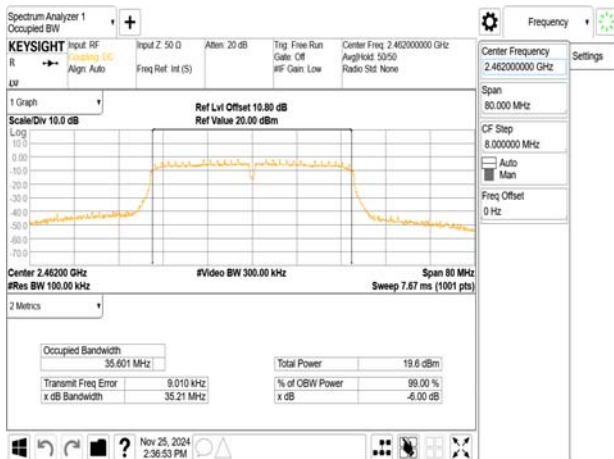 Spectrum Analyzer 1
Occupied BW
Frequency
KEYSIGHT
Input: RF
Coupling: DC
Align: Auto
R
LXI
Input Z: 50 Ω
Freq Ref: Int (S)
Atten: 20 dB
Trig: Free Run
Gate: Off
#IF Gain: Low
Center Freq: 2.462000000 GHz
Avg|Hold: 50/50
Radio Std: None
Center Frequency
2.462000000 GHz
Settings
Span
80.000 MHz
CF Step
8.000000 MHz
Auto
Man
Freq Offset
0 Hz
1 Graph
Scale/Div 10.0 dB
Ref Lvl Offset 10.80 dB
Ref Value 20.00 dBm
Log
10.0
0.00
-10.0
-20.0
-30.0
-40.0
-50.0
-60.0
-70.0
Center 2.46200 GHz
#Res BW 100.00 kHz
#Video BW 300.00 kHz
Span 80 MHz
Sweep 7.67 ms (1001 pts)
2 Metrics
Occupied Bandwidth
35.601 MHz
Total Power 19.6 dBm
Transmit Freq Error 9.010 kHz
% of OBW Power 99.00 %
x dB Bandwidth 35.21 MHz
x dB -6.00 dB
?
Nov 25, 2024
2:36:53 PM